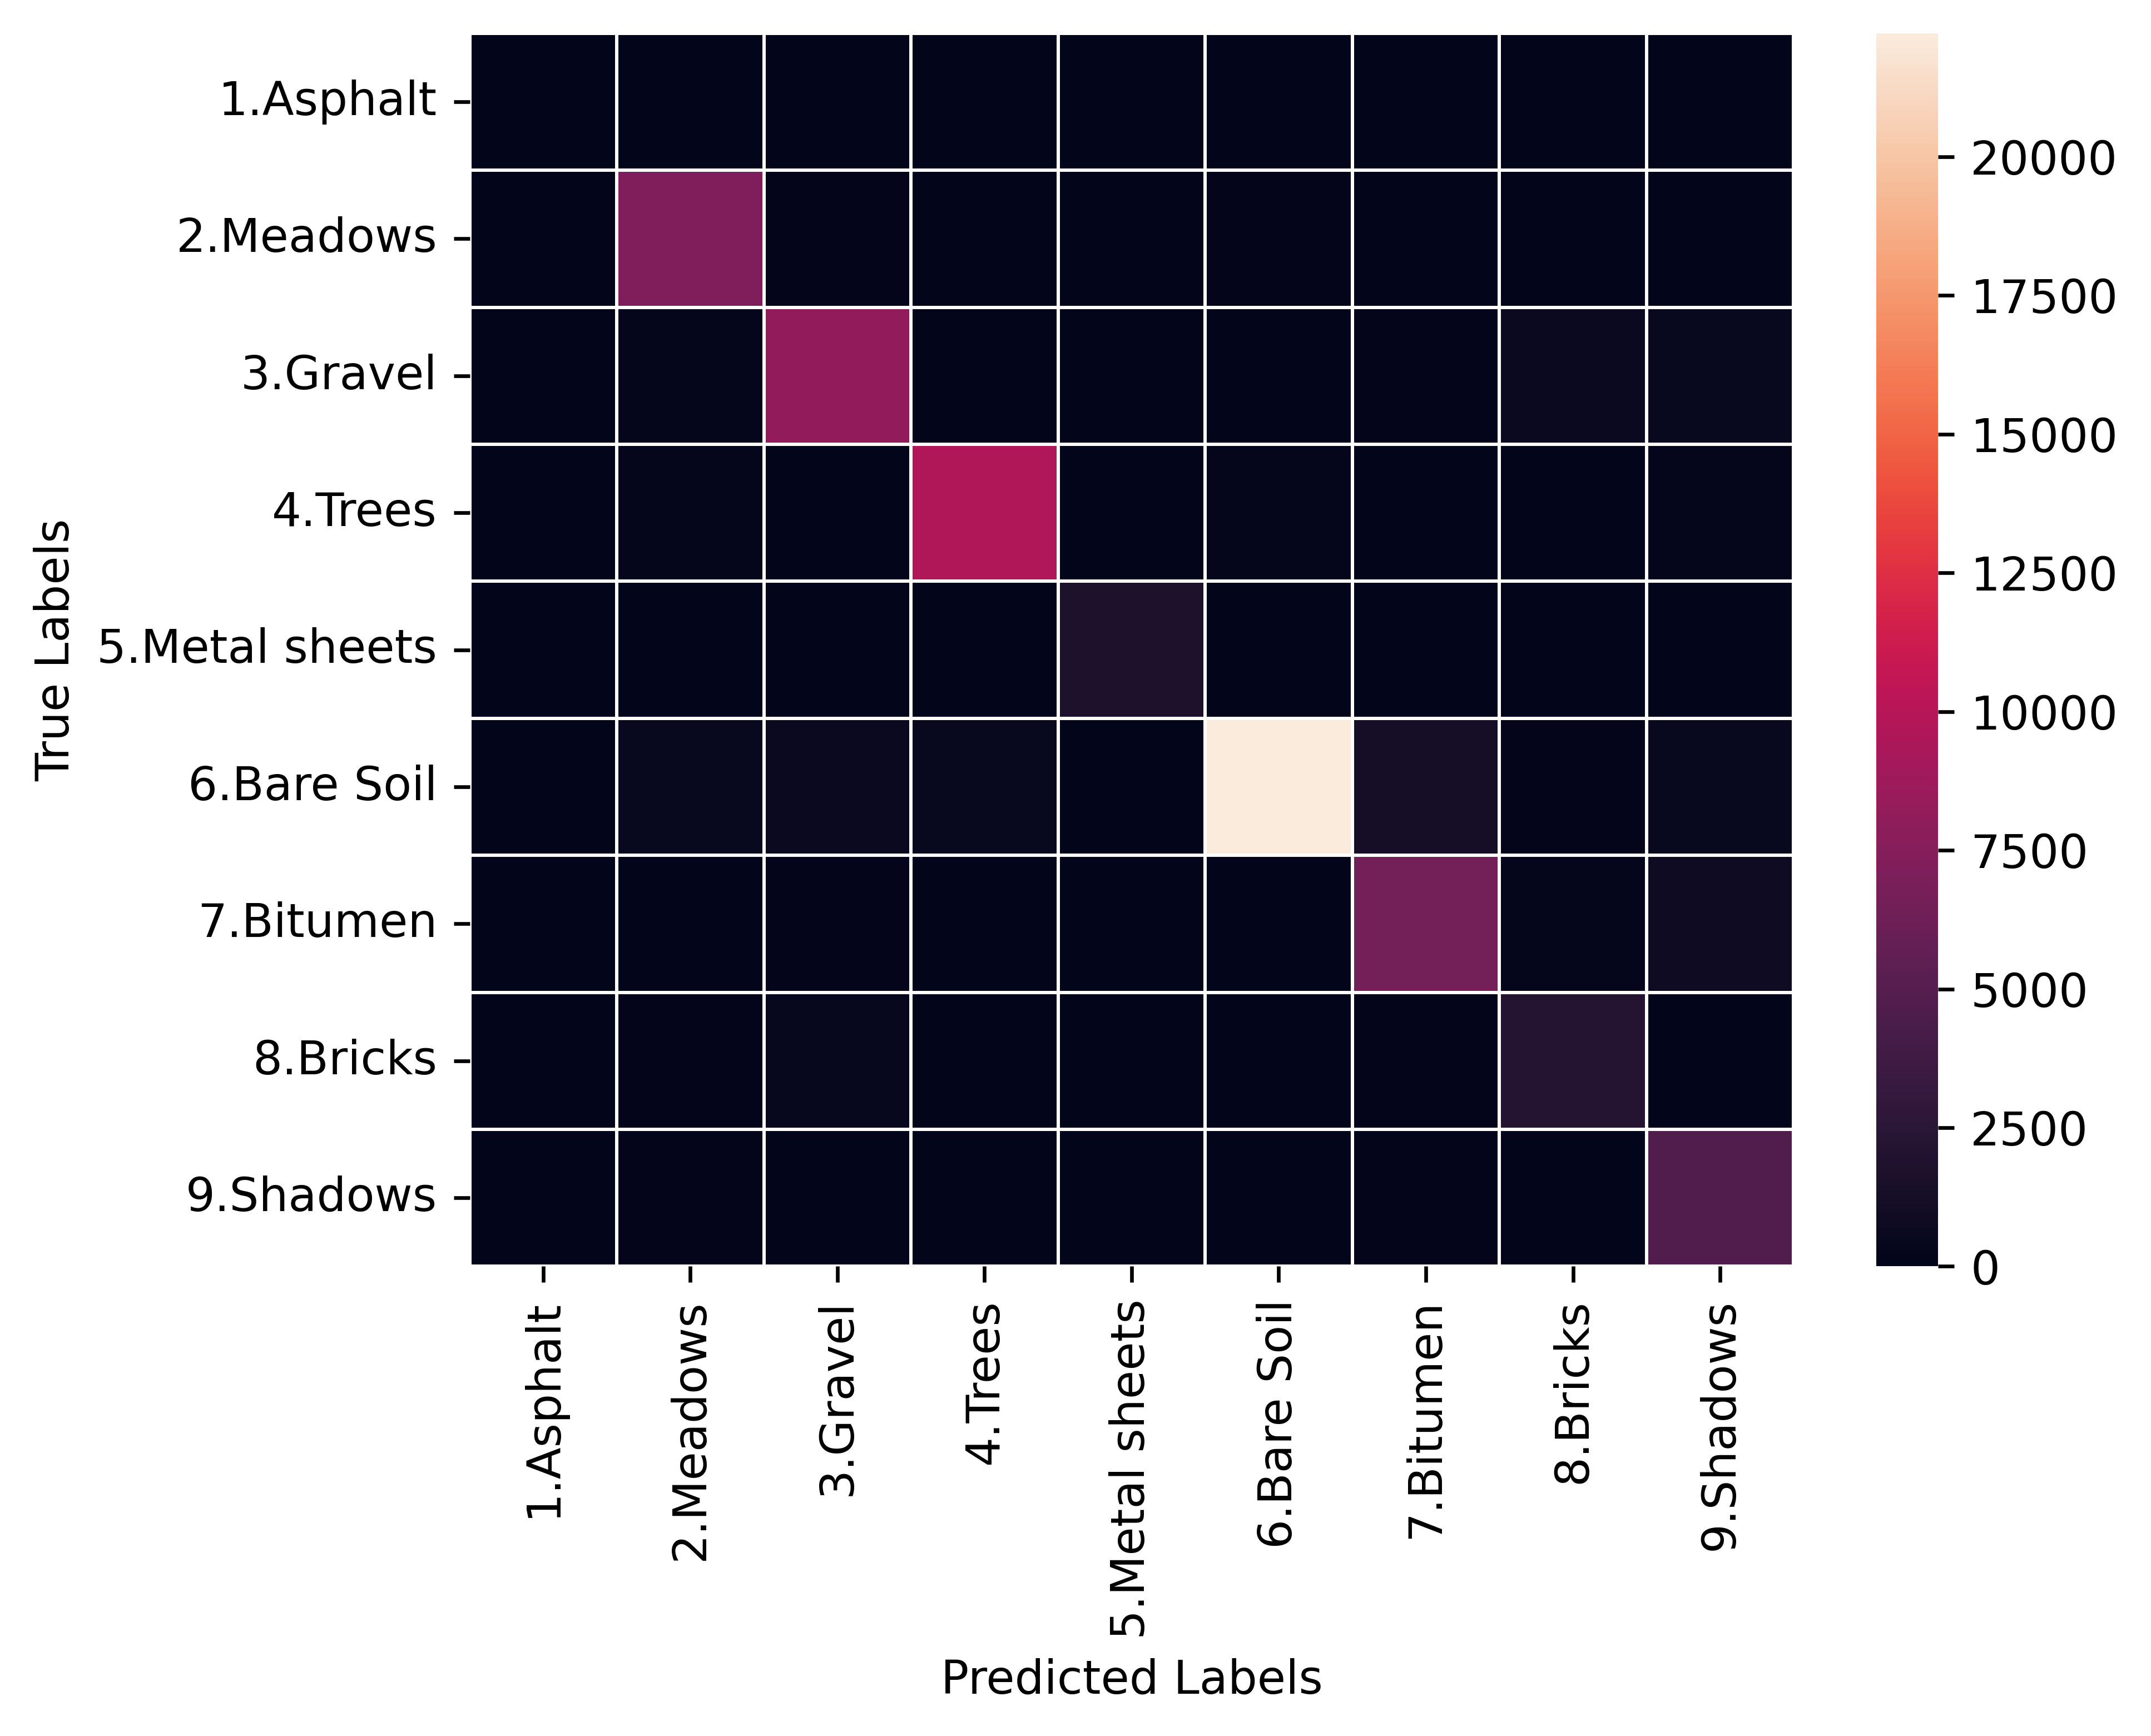 True Labels
1.Asphalt
2.Meadows
3.Gravel
4.Trees
5.Metal sheets
6.Bare Soil
7.Bitumen
8.Bricks
9.Shadows
1.Asphalt
2.Meadows
3.Gravel
4.Trees
5.Metal sheets
6.Bare Soil
7.Bitumen
8.Bricks
9.Shadows
Predicted Labels
20000
17500
15000
12500
10000
7500
5000
2500
0